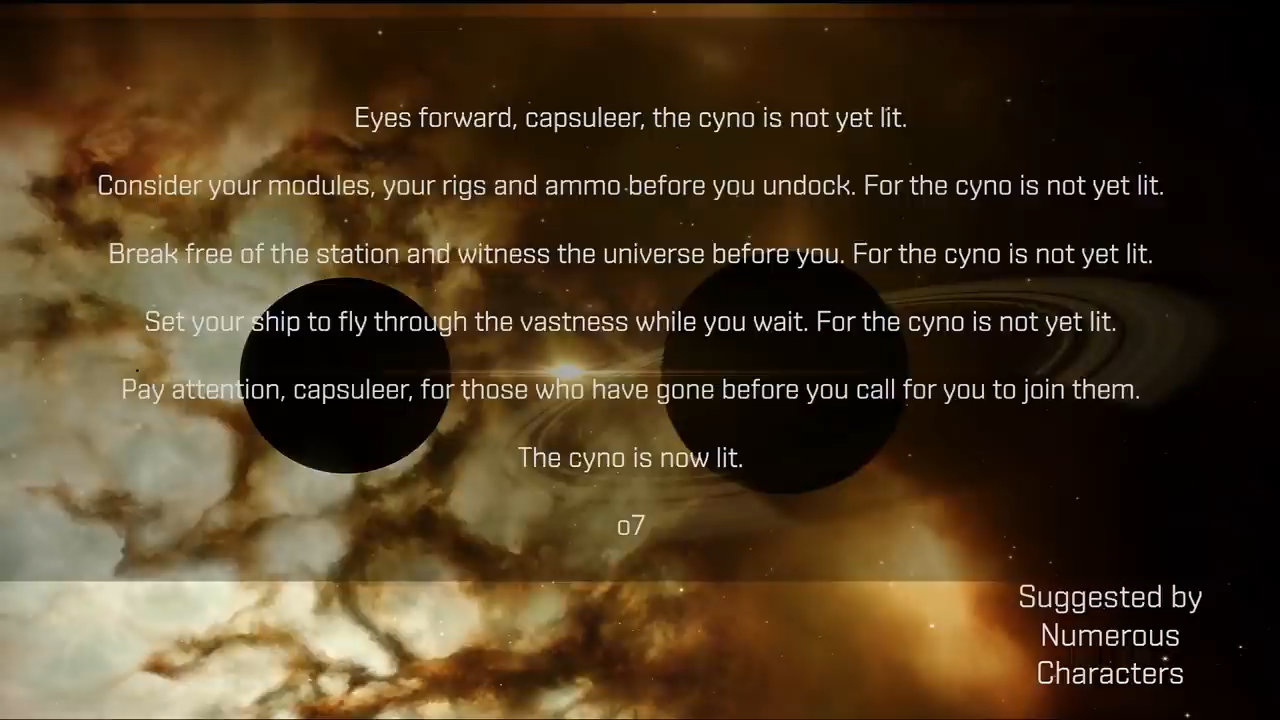 Eyes forward, capsuleer, the cyno is not yet lit.
Consider your modules, your rigs and ammo before you undock. For the cyno is not yet lit.
Break free of the station and witness the universe before you. For the cyno is not yet lit.
Set your ship to fly through the vastness while you wait. For the cyno is not yet lit.
Pay attention, capsuleer, for those who have gone before you call for you to join them.
The cyno is now lit.
o7
Suggested by
Numerous
Characters